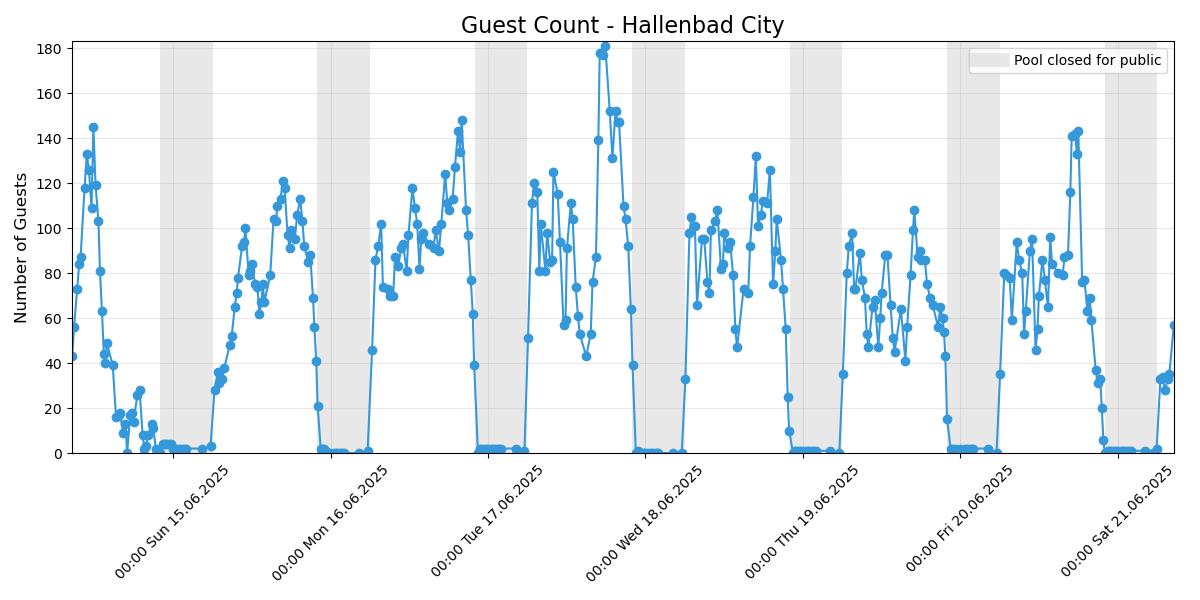 Guest Count - Hallenbad City
Pool closed for public
Number of Guests
180
160
140
120
100
80
60
40
20
0
00:00 Sun 15.06.2025
00:00 Mon 16.06.2025
00:00 Tue 17.06.2025
00:00 Wed 18.06.2025
00:00 Thu 19.06.2025
00:00 Fri 20.06.2025
00:00 Sat 21.06.2025